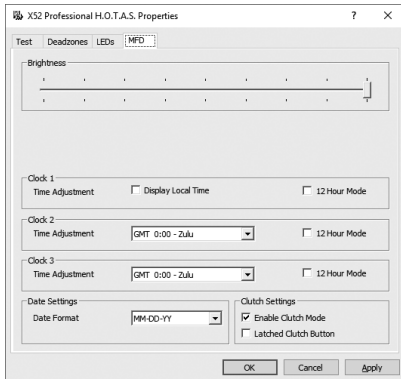 X52 Professional H.O.T.A.S. Properties ? ×
Test Deadzones LEDs MFD
Brightness
Clock 1
Time Adjustment Display Local Time 12 Hour Mode
Clock 2
Time Adjustment GMT 0:00 - Zulu 12 Hour Mode
Clock 3
Time Adjustment GMT 0:00 - Zulu 12 Hour Mode
Date Settings Clutch Settings
Date Format MM-DD-YY Enable Clutch Mode
Latched Clutch Button
OK Cancel Apply